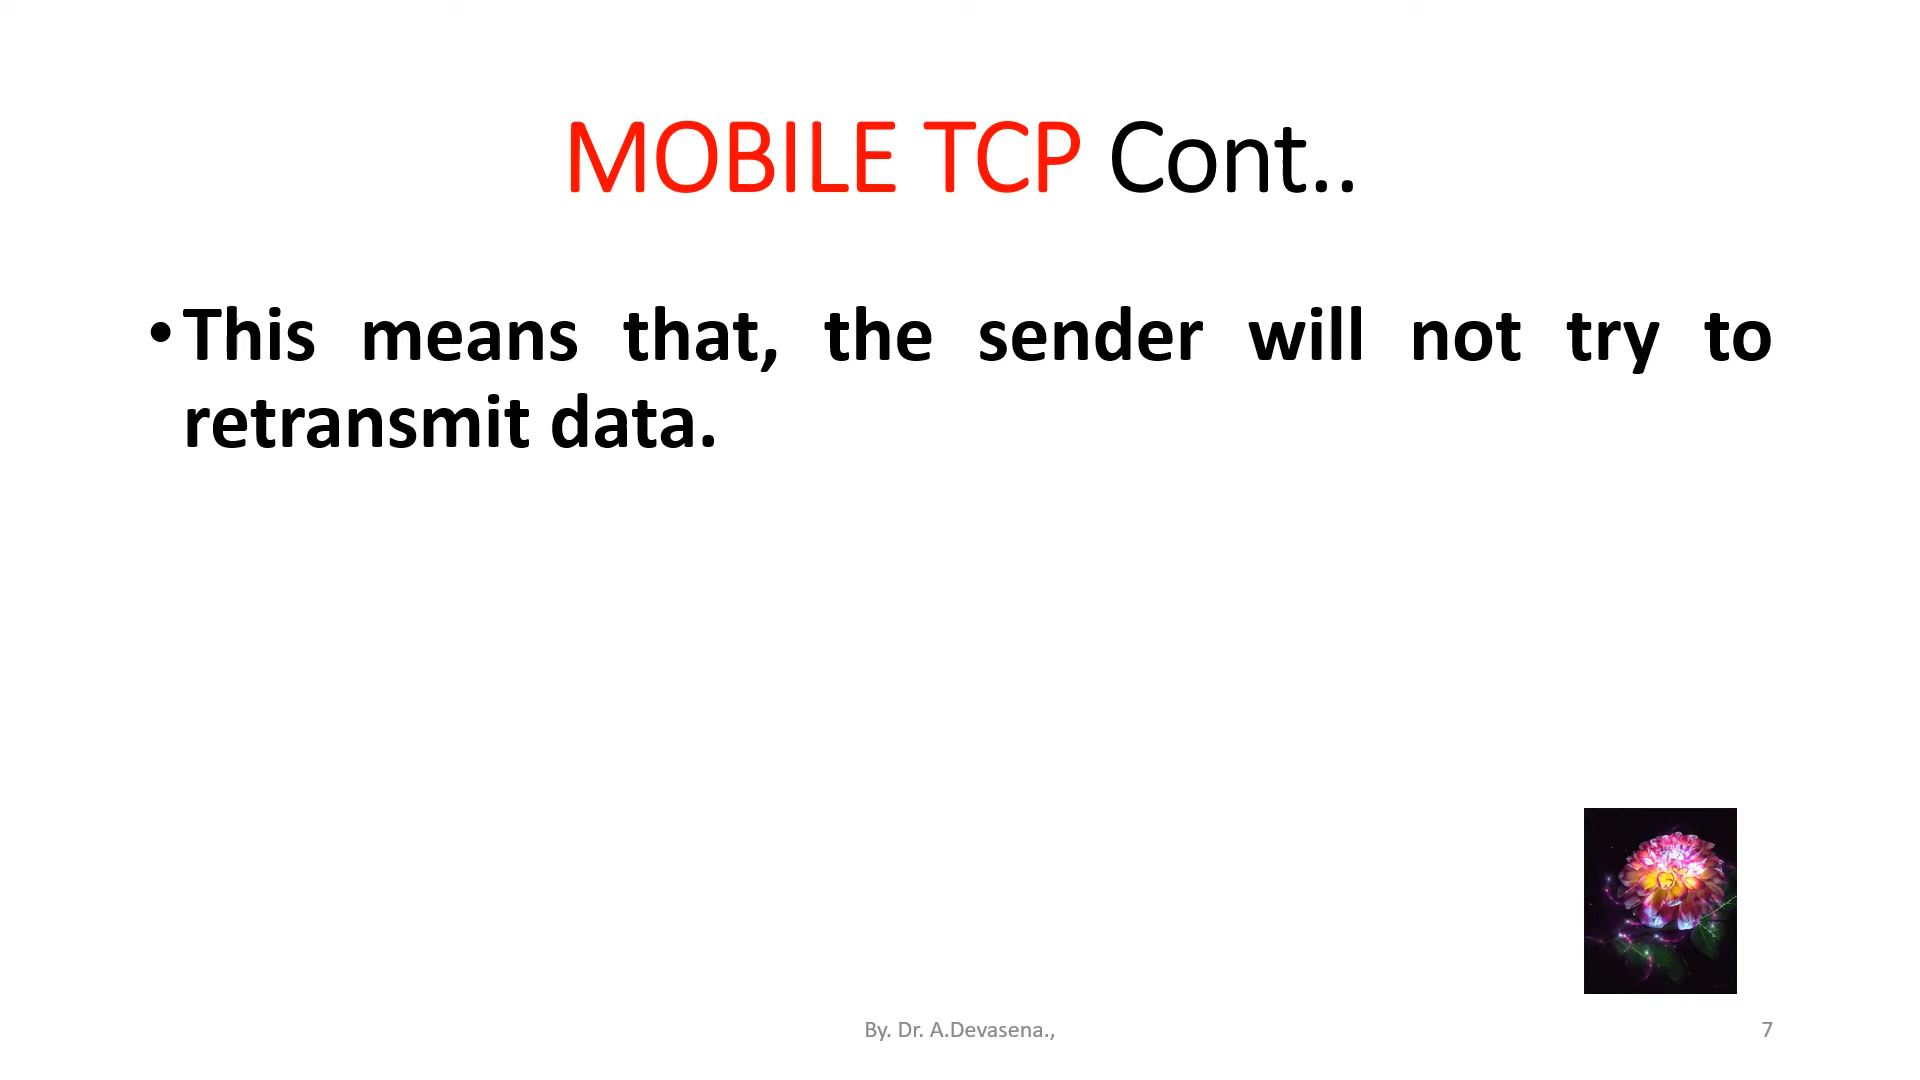 MOBILE TCP Cont..
•This means that, the sender will not try to
retransmit data.
By. Dr. A.Devasena.,
7